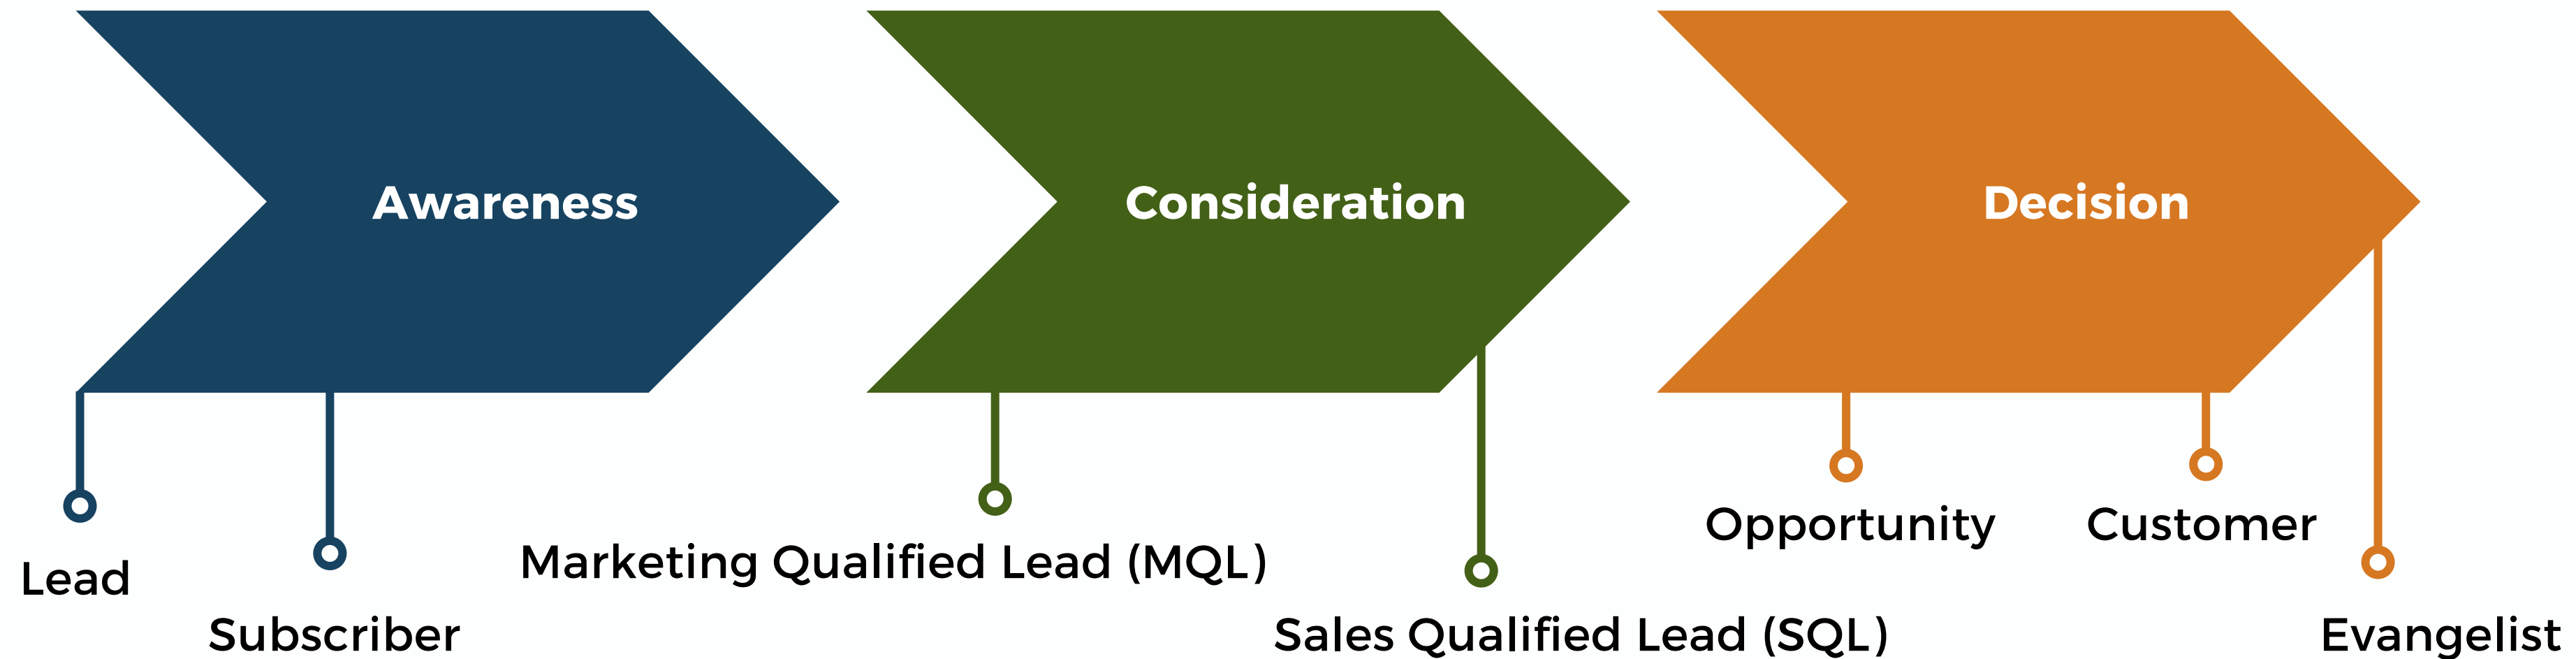 Awareness
Consideration
Decision
Lead
Subscriber
Marketing Qualified Lead (MQL)
Sales Qualified Lead (SQL)
Opportunity
Customer
Evangelist